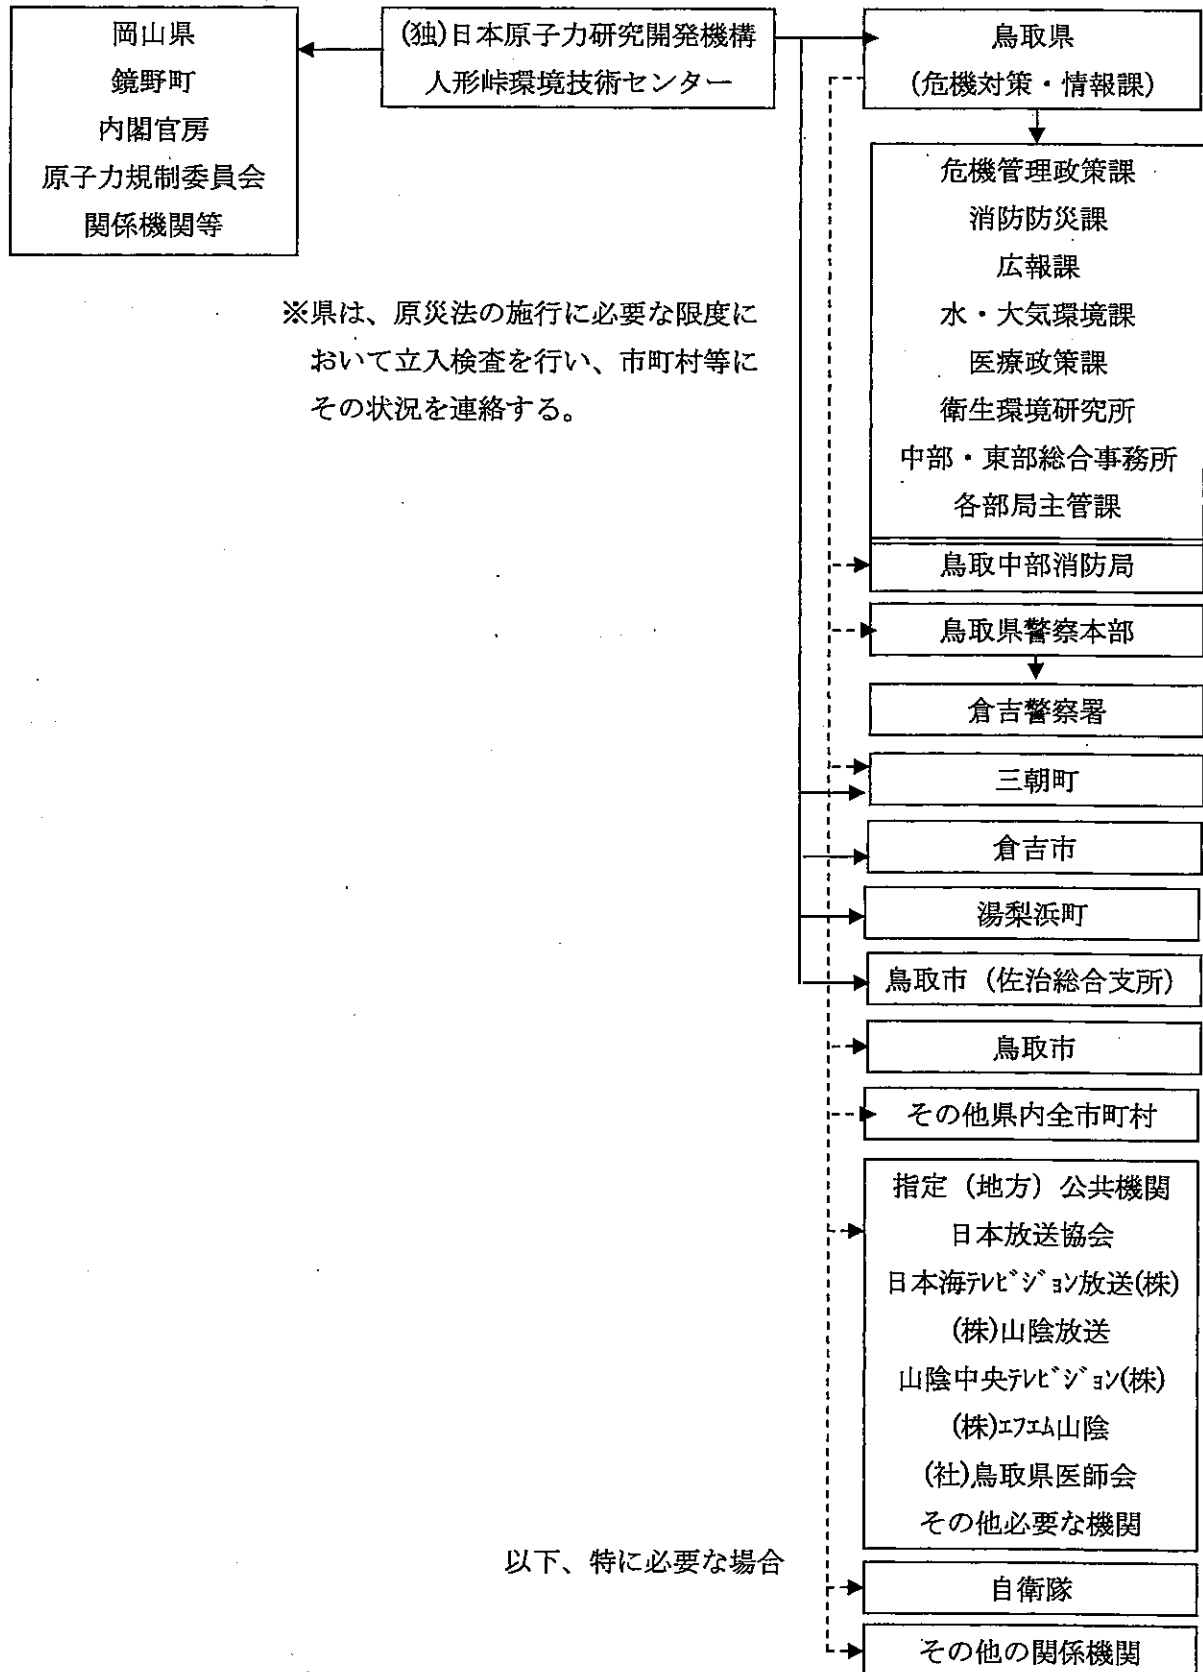 岡山県
鏡野町
内閣官房
原子力規制委員会
関係機関等
(独)日本原子力研究開発機構
人形峠環境技術センター
鳥取県
(危機対策・情報課)
危機管理政策課
消防防災課
広報課
水・大気環境課
医療政策課
衛生環境研究所
中部・東部総合事務所
各部局主管課
※県は、原災法の施行に必要な限度に
おいて立入検査を行い、市町村等に
その状況を連絡する。
鳥取中部消防局
鳥取県警察本部
倉吉警察署
三朝町
倉吉市
湯梨浜町
鳥取市（佐治総合支所）
鳥取市
その他県内全市町村
指定（地方）公共機関
日本放送協会
日本海ﾃﾚﾋﾞｼﾞｮﾝ放送(株)
(株)山陰放送
山陰中央ﾃﾚﾋﾞｼﾞｮﾝ(株)
(株)ｴﾌｴﾑ山陰
(社)鳥取県医師会
その他必要な機関
以下、特に必要な場合
自衛隊
その他の関係機関